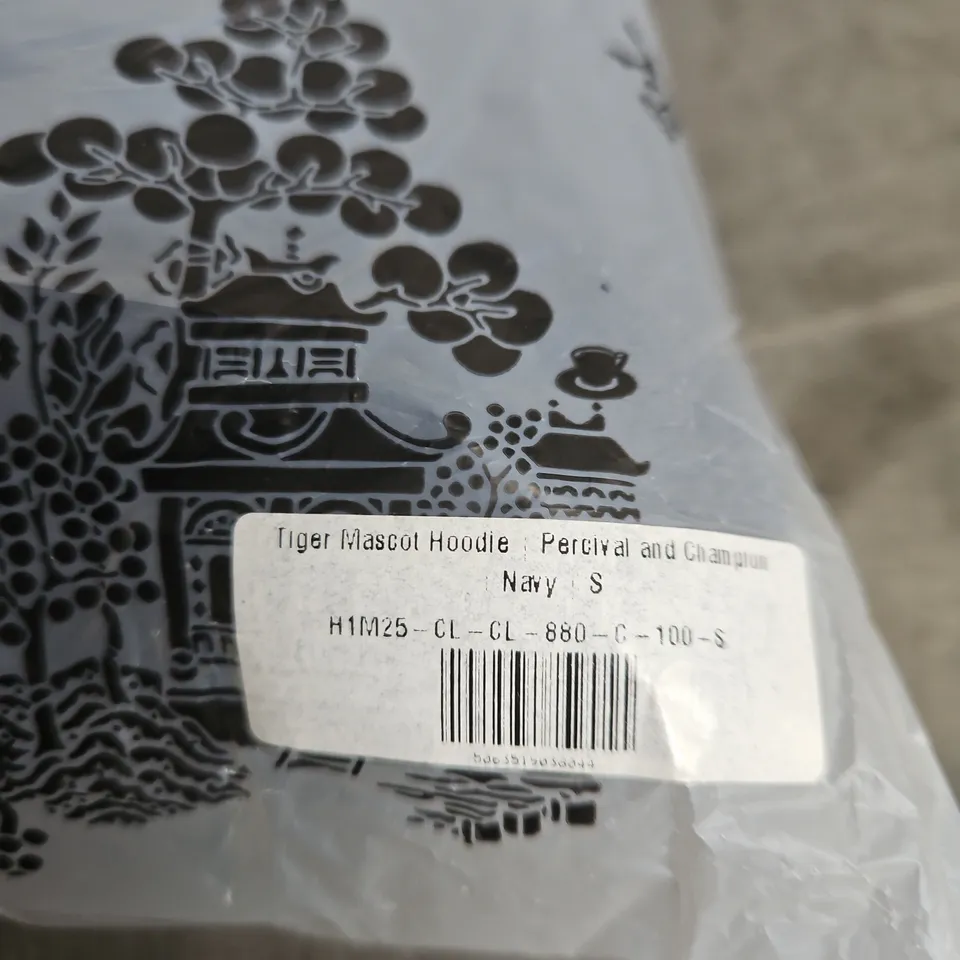 Tiger Mascot Hoodie | Percival and Champion
Navy | S
H1M25-CL-CL-880-C-100-S